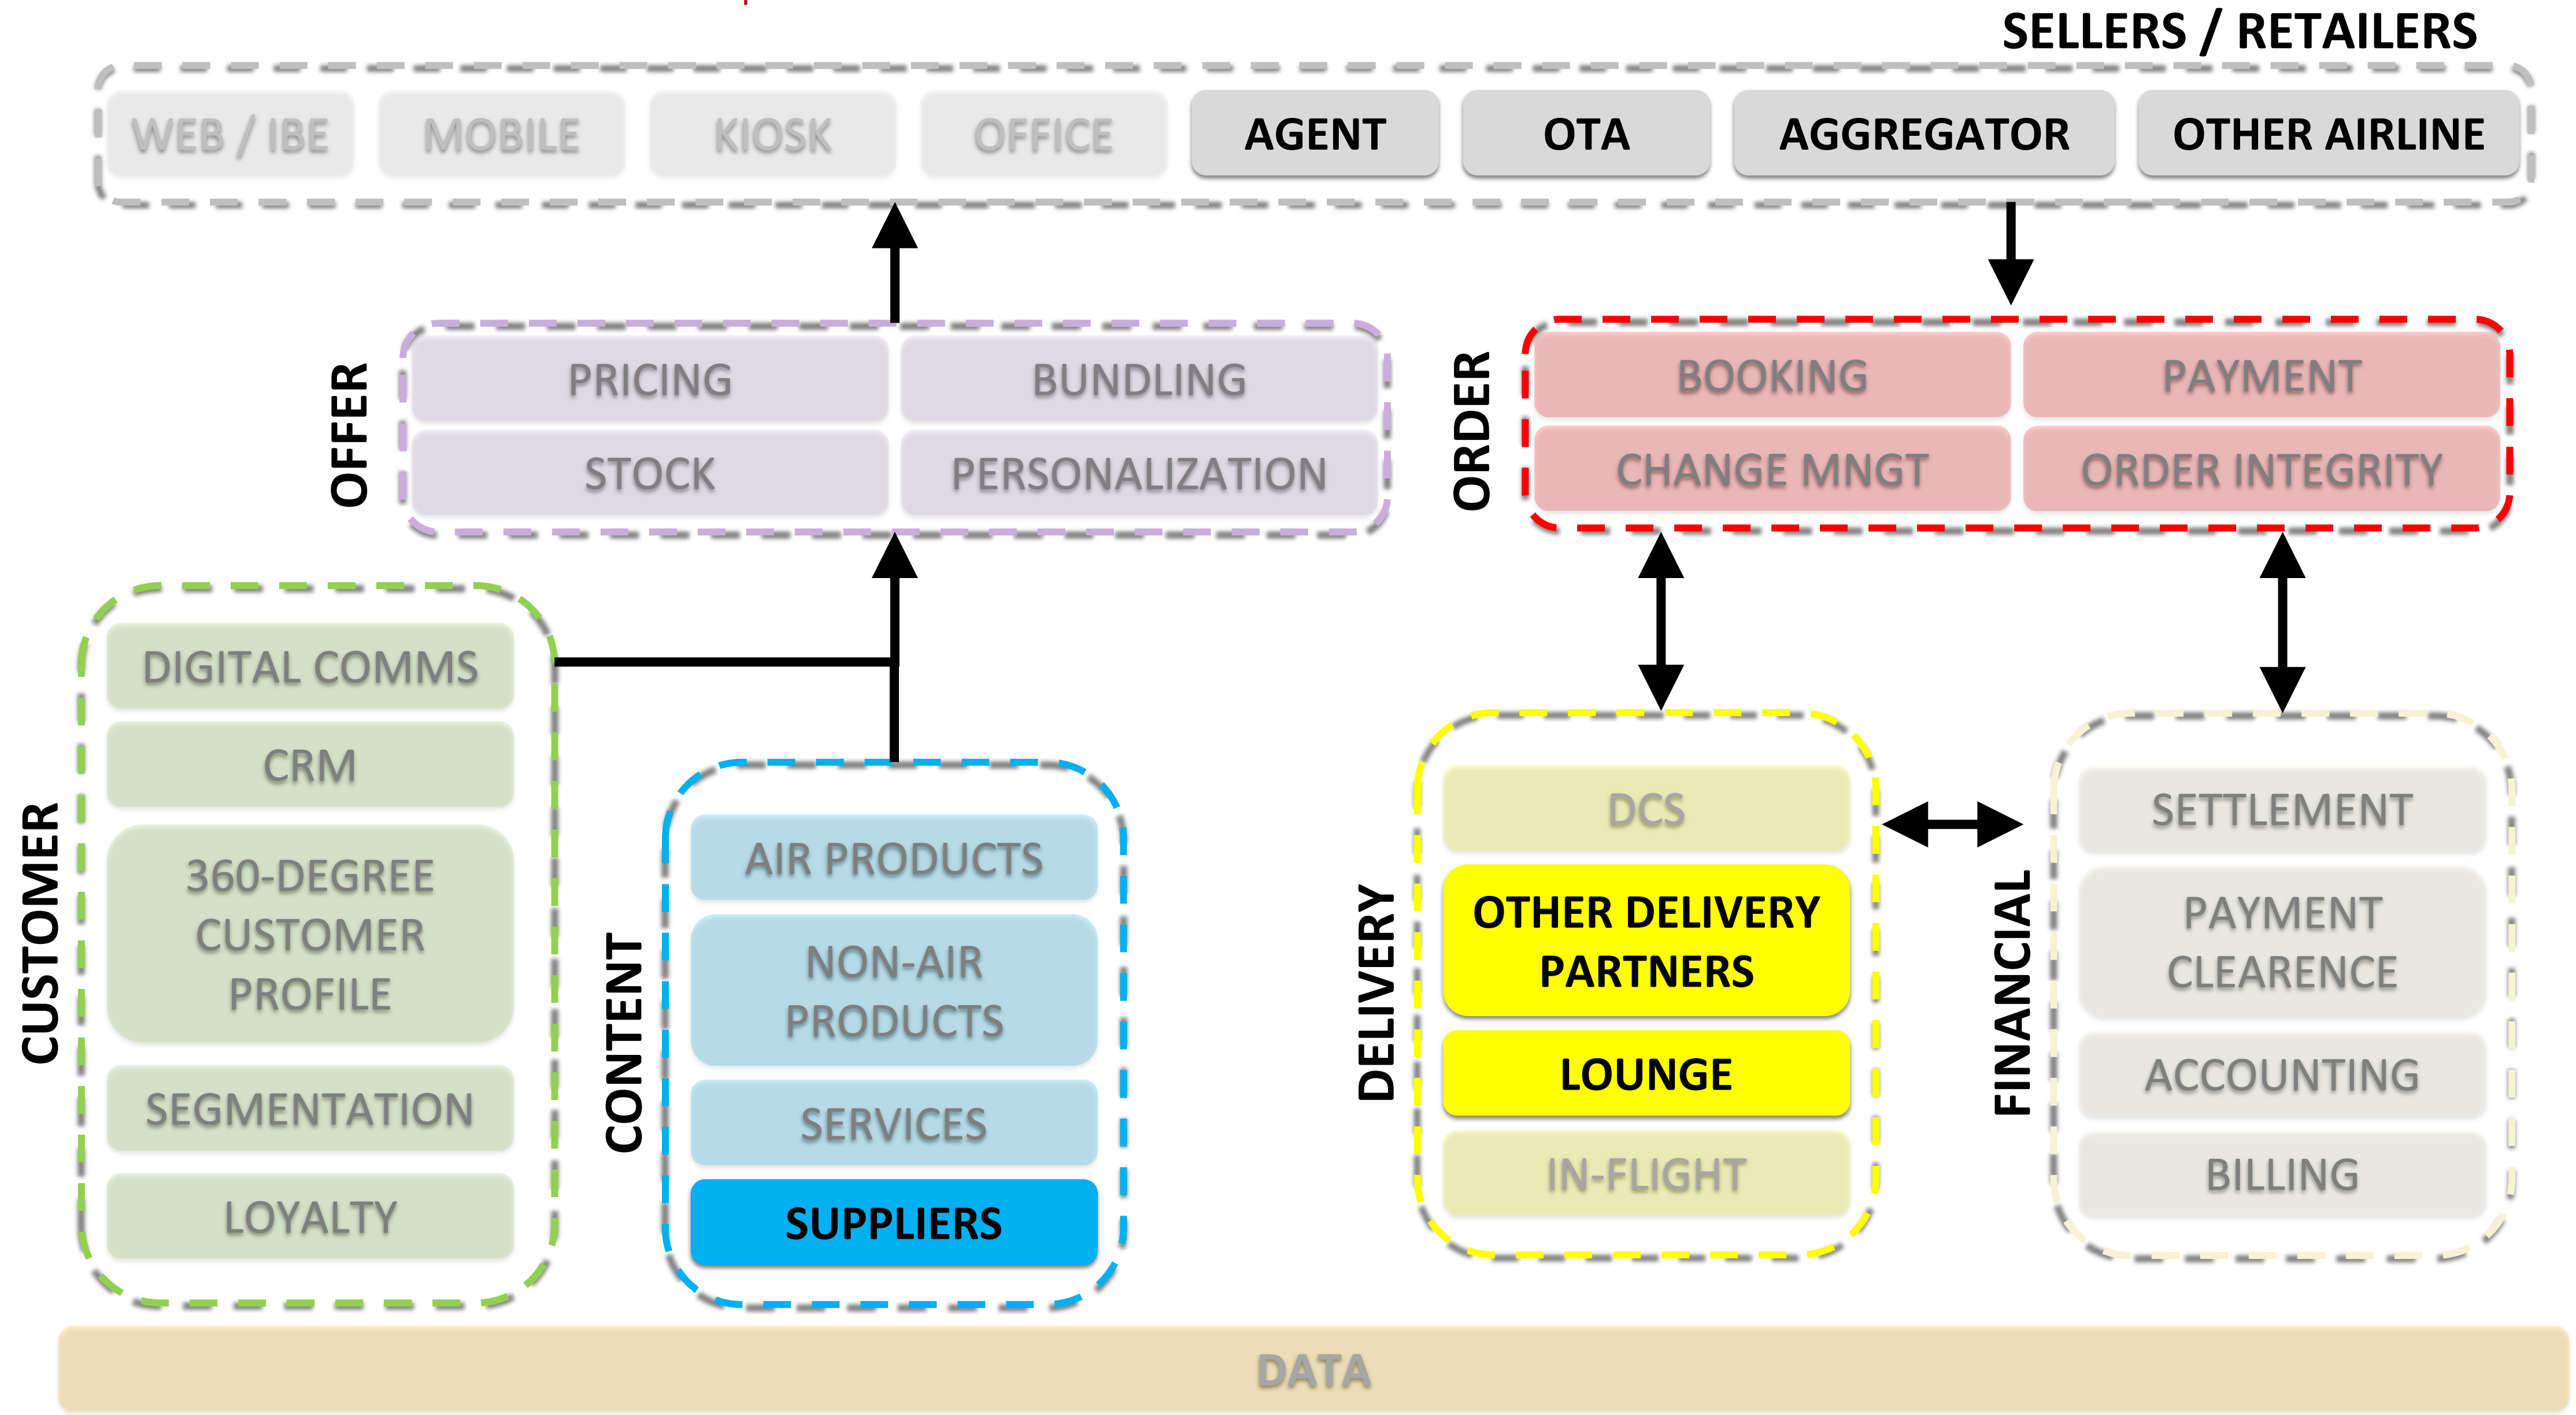 SELLERS / RETAILERS
WEB / IBE
MOBILE
KIOSK
OFFICE
AGENT
OTA
AGGREGATOR
OTHER AIRLINE
OFFER
PRICING
BUNDLING
STOCK
PERSONALIZATION
ORDER
BOOKING
PAYMENT
CHANGE MNGT
ORDER INTEGRITY
CUSTOMER
DIGITAL COMMS
CRM
360-DEGREE
CUSTOMER
PROFILE
SEGMENTATION
LOYALTY
CONTENT
AIR PRODUCTS
NON-AIR
PRODUCTS
SERVICES
SUPPLIERS
DELIVERY
DCS
OTHER DELIVERY
PARTNERS
LOUNGE
IN-FLIGHT
FINANCIAL
SETTLEMENT
PAYMENT
CLEARENCE
ACCOUNTING
BILLING
DATA